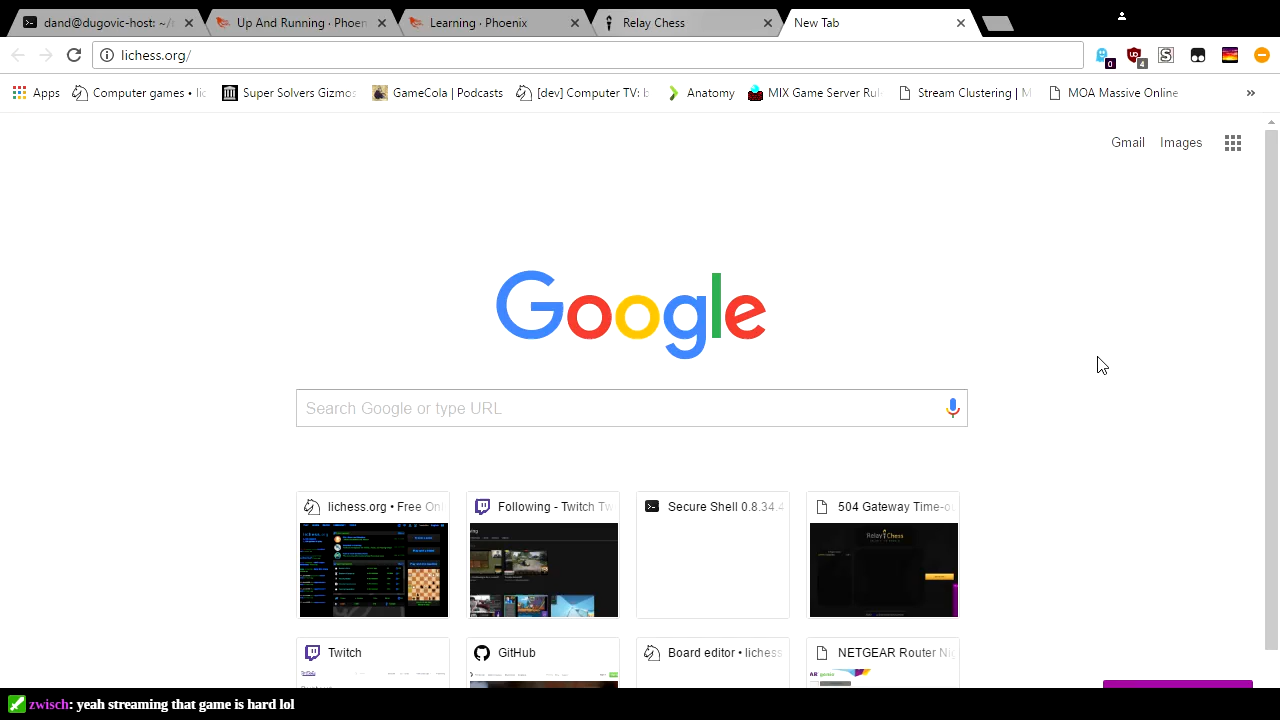 dand@dugovic-host: ~/
Up And Running · Phoen
Learning · Phoenix
Relay Chess
New Tab
lichess.org/
0
4
Apps
Computer games • lic
Super Solvers Gizmos
GameCola | Podcasts
[dev] Computer TV: b
Anatomy
MIX Game Server Rul
Stream Clustering | M
MOA Massive Online
»
Gmail
Images
Google
Search Google or type URL
lichess.org • Free Onl
Following - Twitch Tw
Secure Shell 0.8.34.4
504 Gateway Time-ou
Relay Chess
Twitch
GitHub
Board editor • lichess
NETGEAR Router Nig
zwisch: yeah streaming that game is hard lol